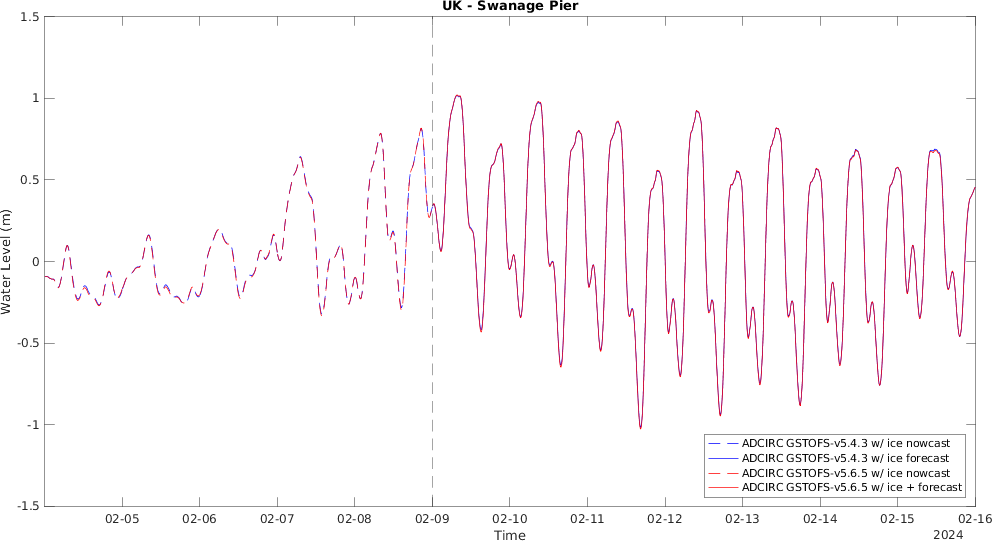 UK - Swanage Pier
1.5
1
0.5
0
-0.5
-1
-1.5
Water Level (m)
02-05 02-06 02-07 02-08 02-09 02-10 02-11 02-12 02-13 02-14 02-15 02-16
Time
2024
ADCIRC GSTOFS-v5.4.3 w/ ice nowcast
ADCIRC GSTOFS-v5.4.3 w/ ice forecast
ADCIRC GSTOFS-v5.6.5 w/ ice nowcast
ADCIRC GSTOFS-v5.6.5 w/ ice + forecast